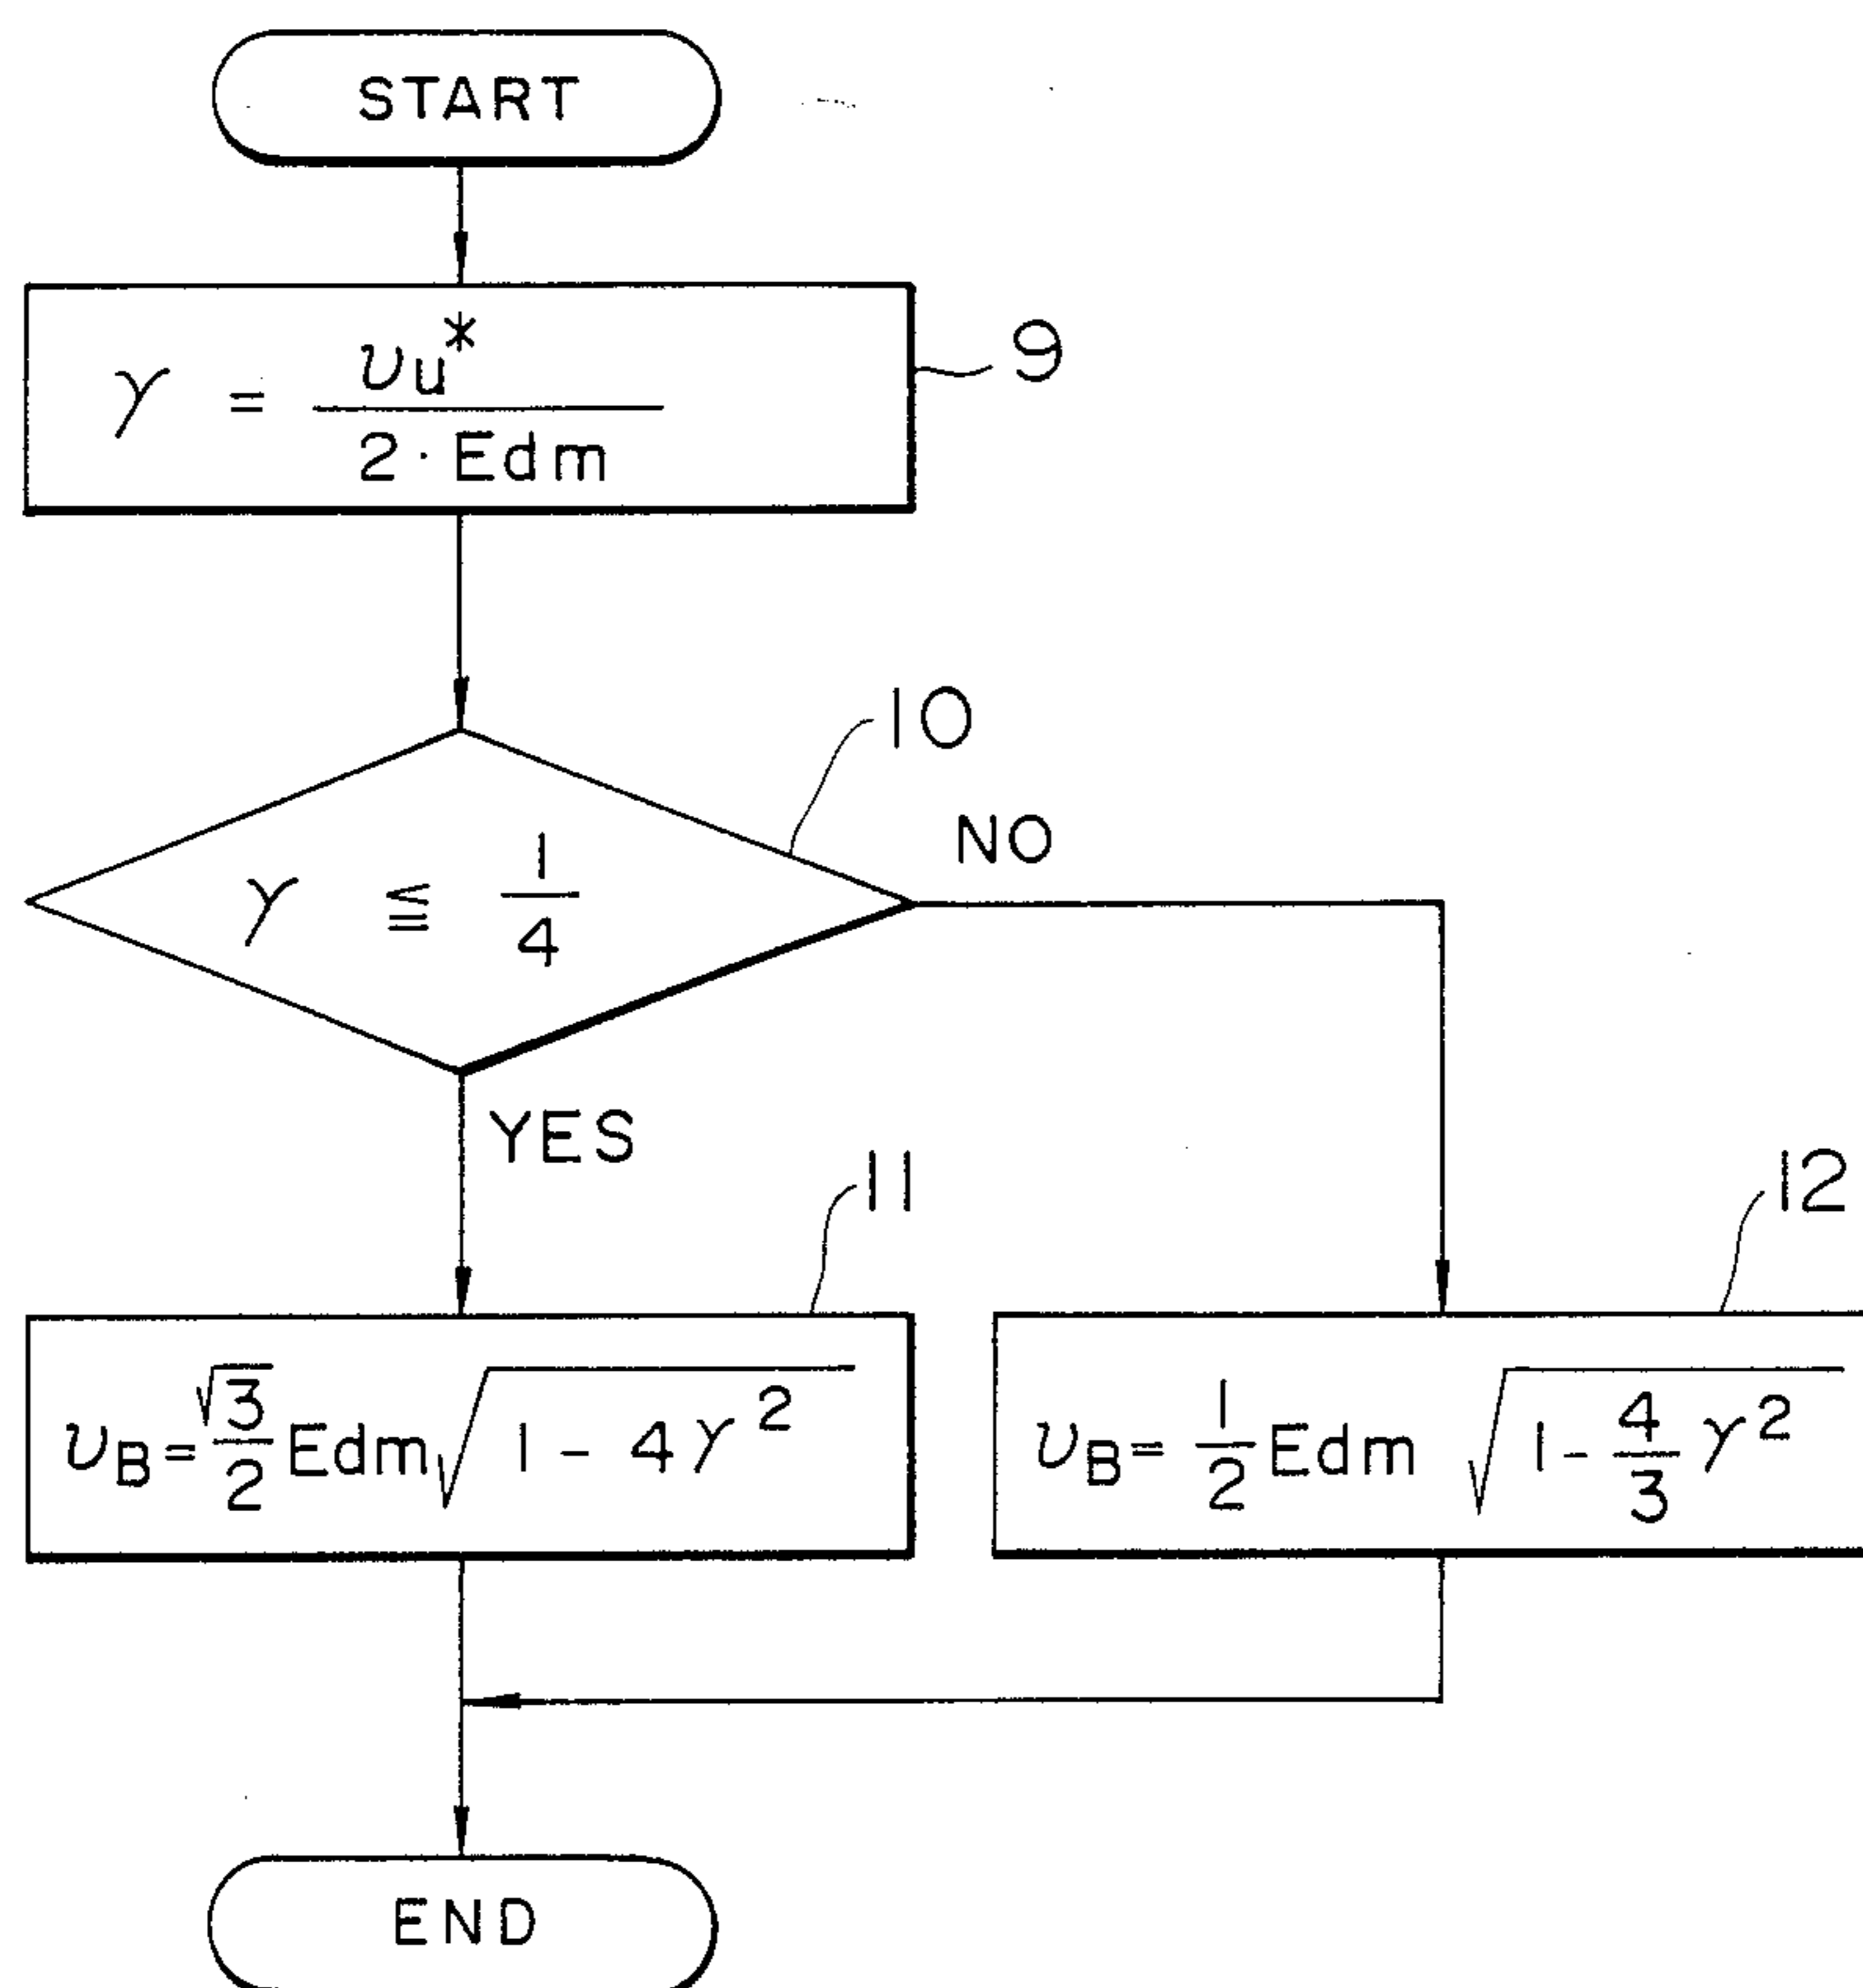 START
γ = υu* / 2·Edm
9
10
γ ≦ 1/4
NO
YES
11
12
υB = √3/2 Edm √(1 - 4γ²)
υB = 1/2 Edm √(1 - 4/3 γ²)
END